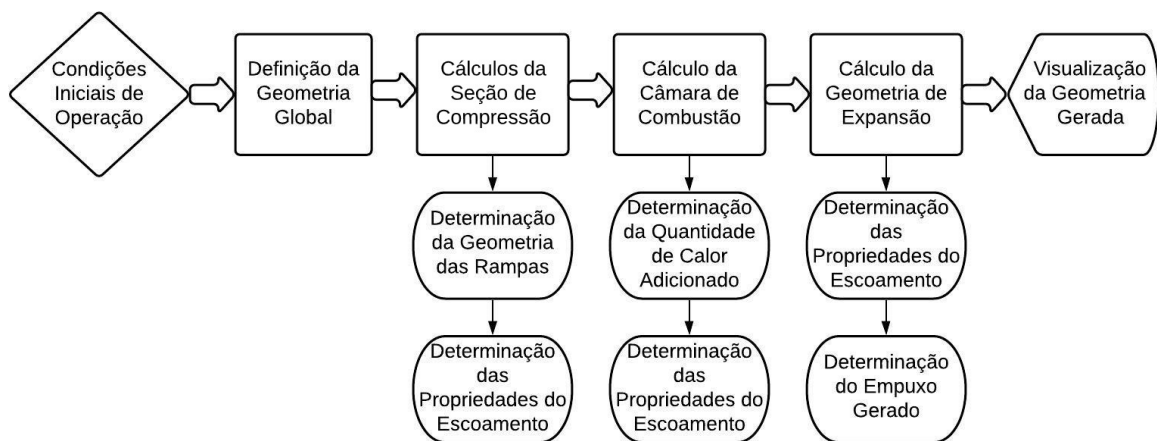 Condições
Iniciais de
Operação
Definição da
Geometria
Global
Cálculos da
Seção de
Compressão
Cálculo da
Câmara de
Combustão
Cálculo da
Geometria de
Expansão
Visualização
da Geometria
Gerada
Determinação
da Geometria
das Rampas
Determinação
da Quantidade
de Calor
Adicionado
Determinação
das
Propriedades do
Escoamento
Determinação
das
Propriedades do
Escoamento
Determinação
das
Propriedades do
Escoamento
Determinação
do Empuxo
Gerado